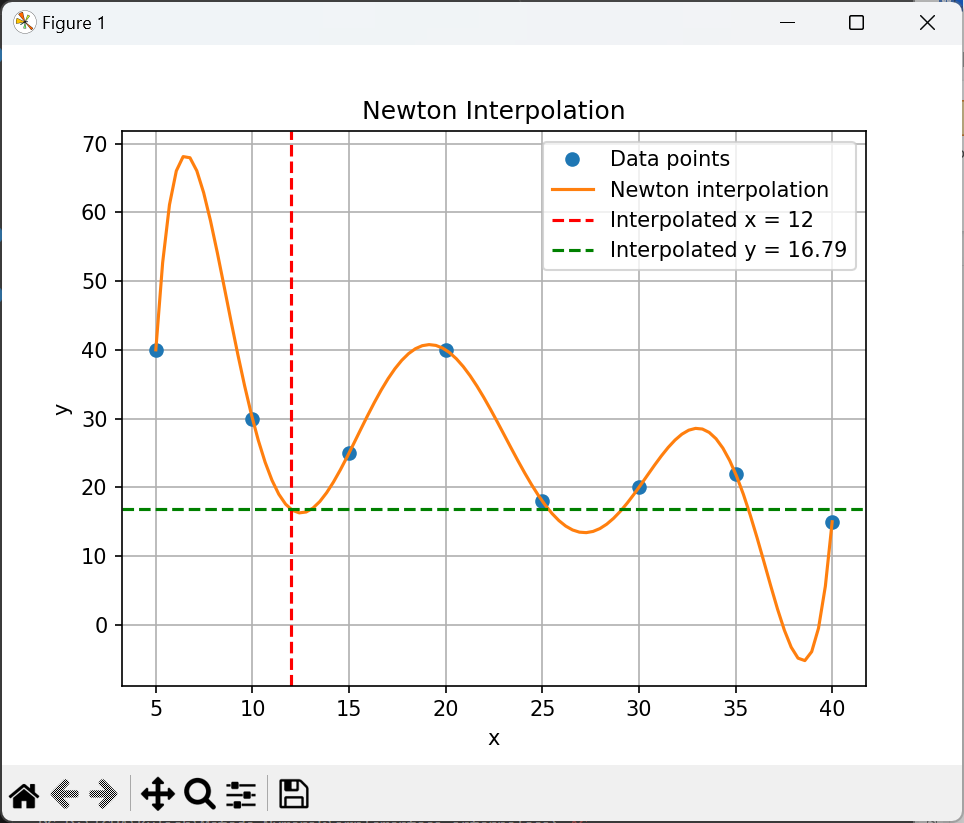 Figure 1
Newton Interpolation
Data points
Newton interpolation
Interpolated x = 12
Interpolated y = 16.79
70
60
50
40
30
20
10
0
y
5 10 15 20 25 30 35 40
x